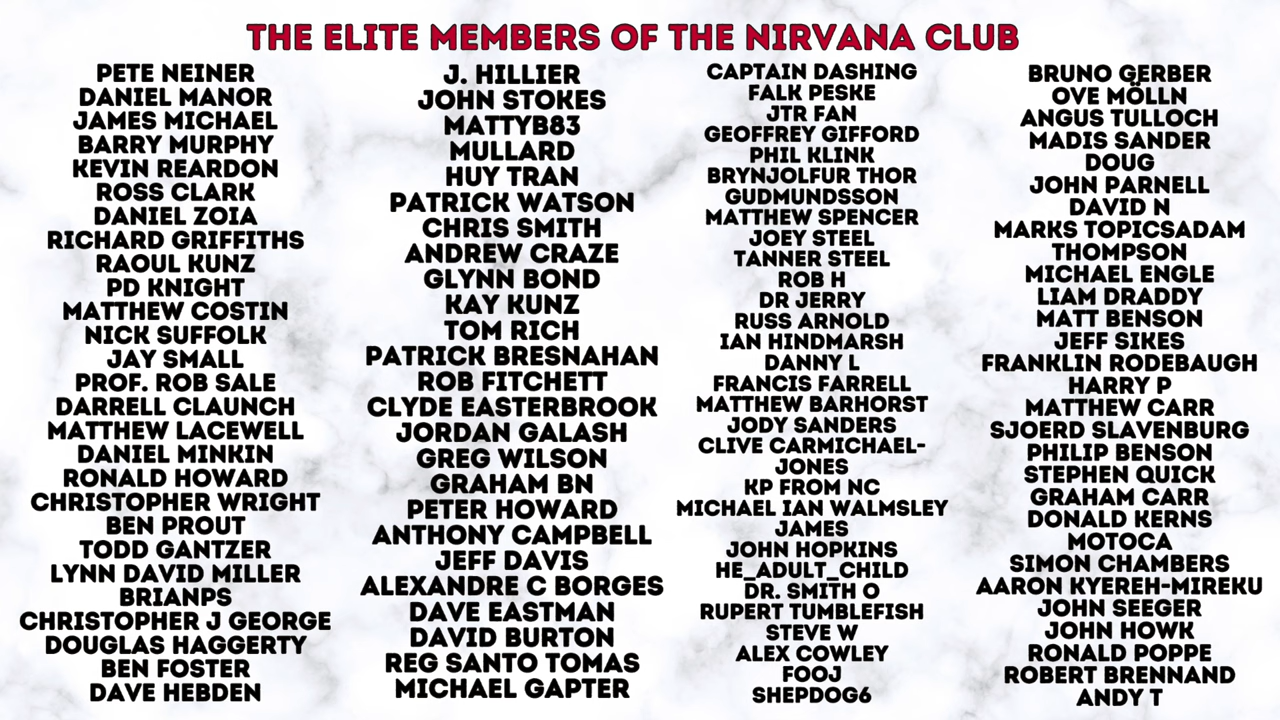 THE ELITE MEMBERS OF THE NIRVANA CLUB
PETE NEINER
DANIEL MANOR
JAMES MICHAEL
BARRY MURPHY
KEVIN REARDON
ROSS CLARK
DANIEL ZOIA
RICHARD GRIFFITHS
RAOUL KUNZ
PD KNIGHT
MATTHEW COSTIN
NICK SUFFOLK
JAY SMALL
PROF. ROB SALE
DARRELL CLAUNCH
MATTHEW LACEWELL
DANIEL MINKIN
RONALD HOWARD
CHRISTOPHER WRIGHT
BEN PROUT
TODD GANTZER
LYNN DAVID MILLER
BRIANPS
CHRISTOPHER J GEORGE
DOUGLAS HAGGERTY
BEN FOSTER
DAVE HEBDEN
J. HILLIER
JOHN STOKES
MATTYB83
MULLARD
HUY TRAN
PATRICK WATSON
CHRIS SMITH
ANDREW CRAZE
GLYNN BOND
KAY KUNZ
TOM RICH
PATRICK BRESNAHAN
ROB FITCHETT
CLYDE EASTERBROOK
JORDAN GALASH
GREG WILSON
GRAHAM BN
PETER HOWARD
ANTHONY CAMPBELL
JEFF DAVIS
ALEXANDRE C BORGES
DAVE EASTMAN
DAVID BURTON
REG SANTO TOMAS
MICHAEL GAPTER
CAPTAIN DASHING
FALK PESKE
JTR FAN
GEOFFREY GIFFORD
PHIL KLINK
BRYNJOLFUR THOR
GUDMUNDSSON
MATTHEW SPENCER
JOEY STEEL
TANNER STEEL
ROB H
DR JERRY
RUSS ARNOLD
IAN HINDMARSH
DANNY L
FRANCIS FARRELL
MATTHEW BARHORST
JODY SANDERS
CLIVE CARMICHAEL-
JONES
KP FROM NC
MICHAEL IAN WALMSLEY
JAMES
JOHN HOPKINS
HE_ADULT_CHILD
DR. SMITH O
RUPERT TUMBLEFISH
STEVE W
ALEX COWLEY
FOOJ
SHEPDOG6
BRUNO GERBER
OVE MÖLLN
ANGUS TULLOCH
MADIS SANDER
DOUG
JOHN PARNELL
DAVID N
MARKS TOPICSADAM
THOMPSON
MICHAEL ENGLE
LIAM DRADDY
MATT BENSON
JEFF SIKES
FRANKLIN RODEBAUGH
HARRY P
MATTHEW CARR
SJOERD SLAVENBURG
PHILIP BENSON
STEPHEN QUICK
GRAHAM CARR
DONALD KERNS
MOTOCA
SIMON CHAMBERS
AARON KYEREH-MIREKU
JOHN SEEGER
JOHN HOWK
RONALD POPPE
ROBERT BRENNAND
ANDY T